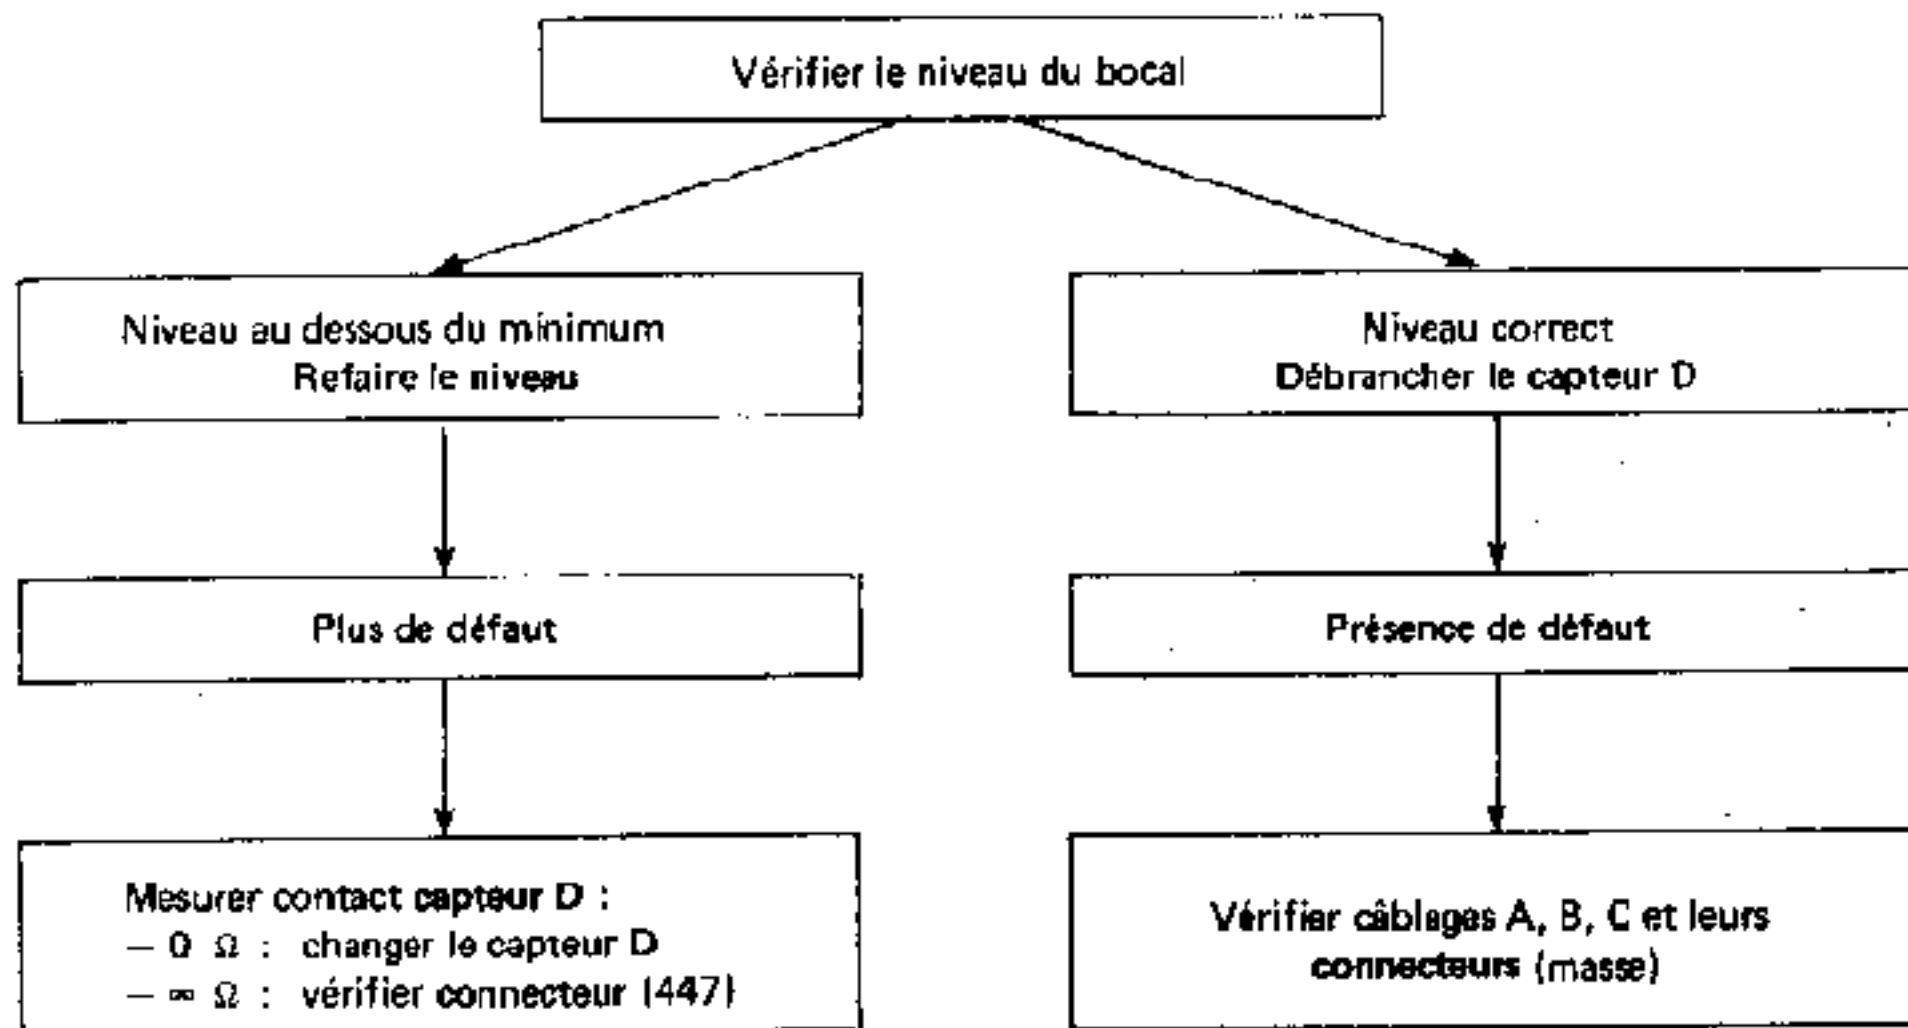 Vérifier le niveau du bocal
Niveau au dessous du minimum
Refaire le niveau
Niveau correct
Débrancher le capteur D
Plus de défaut
Présence de défaut
Mesurer contact capteur D :
– 0 Ω : changer le capteur D
– ∞ Ω : vérifier connecteur (447)
Vérifier câblages A, B, C et leurs
connecteurs (masse)